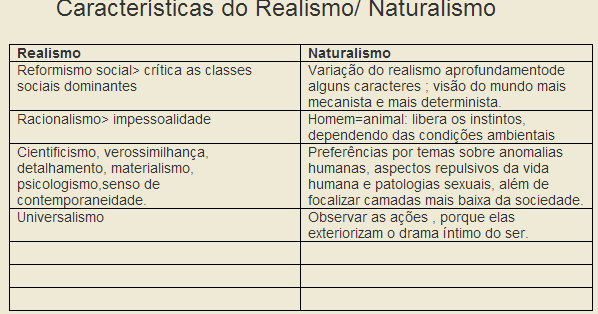 Características do Realismo/ Naturalismo
Realismo
Naturalismo
Reformismo social> crítica as classes
sociais dominantes
Variação do realismo aprofundamentode
alguns caracteres ; visão do mundo mais
mecanista e mais determinista.
Racionalismo> impessoalidade
Homem=animal: libera os instintos,
dependendo das condições ambientais
Cientificismo, verossimilhança,
detalhamento, materialismo,
psicologismo,senso de
contemporaneidade.
Preferências por temas sobre anomalias
humanas, aspectos repulsivos da vida
humana e patologias sexuais, além de
focalizar camadas mais baixa da sociedade.
Universalismo
Observar as ações , porque elas
exteriorizom o drama íntimo do ser.